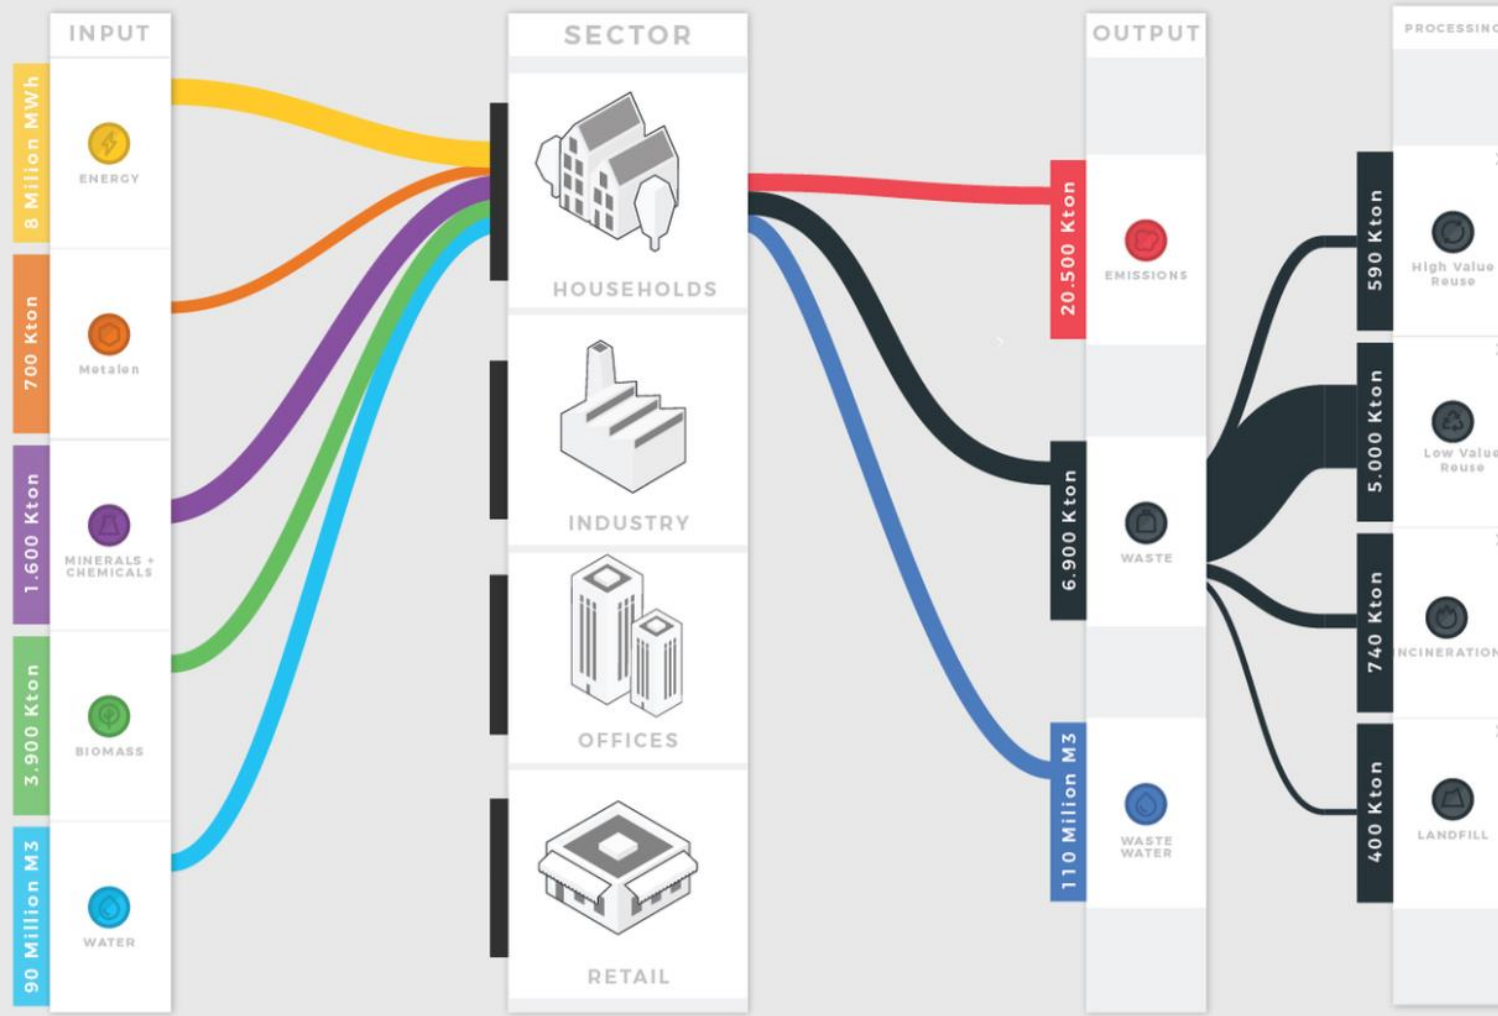 INPUT
8 Milion MWh
ENERGY
700 Kton
Metalen
1.600 Kton
MINERALS +
CHEMICALS
3.900 Kton
BIOMASS
90 Million M3
WATER
SECTOR
HOUSEHOLDS
INDUSTRY
OFFICES
RETAIL
OUTPUT
20.500 Kton
EMISSIONS
6.900 Kton
WASTE
110 Milion M3
WASTE
WATER
PROCESSING
590 Kton
High Value
Reuse
5.000 Kton
Low Value
Reuse
740 Kton
INCINERATION
400 Kton
LANDFILL